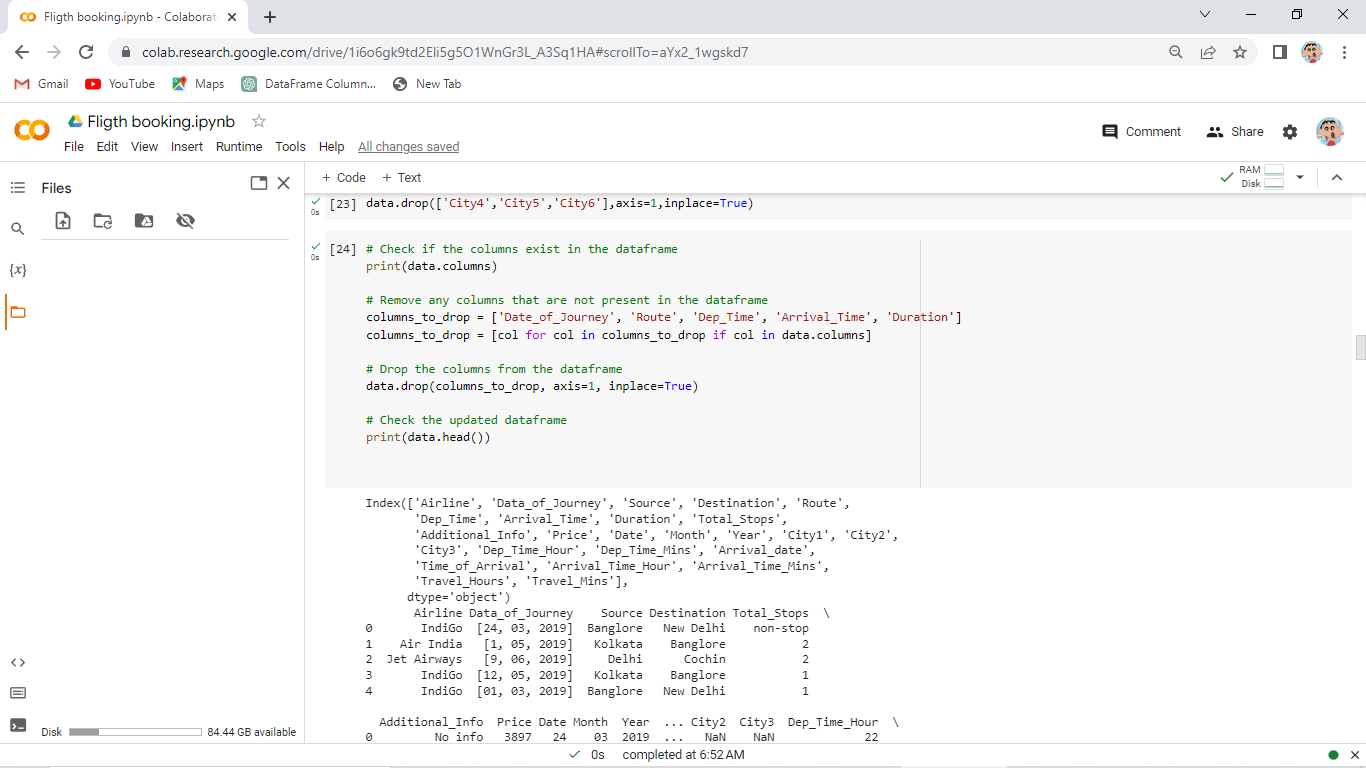 Fligth booking.ipynb - Colaborat
colab.research.google.com/drive/1i6o6gk9td2Eli5g5O1WnGr3L_A3Sq1HA#scrollTo=aYx2_1wgskd7
Gmail YouTube Maps DataFrame Column... New Tab
Fligth booking.ipynb
File Edit View Insert Runtime Tools Help All changes saved
Comment Share
Files
+ Code + Text
RAM
Disk
{x}
[23] data.drop(['City4','City5','City6'],axis=1,inplace=True)
0s
[24] # Check if the columns exist in the dataframe
0s
print(data.columns)
# Remove any columns that are not present in the dataframe
columns_to_drop = ['Date_of_Journey', 'Route', 'Dep_Time', 'Arrival_Time', 'Duration']
columns_to_drop = [col for col in columns_to_drop if col in data.columns]
# Drop the columns from the dataframe
data.drop(columns_to_drop, axis=1, inplace=True)
# Check the updated dataframe
print(data.head())
Index(['Airline', 'Data_of_Journey', 'Source', 'Destination', 'Route',
'Dep_Time', 'Arrival_Time', 'Duration', 'Total_Stops',
'Additional_Info', 'Price', 'Date', 'Month', 'Year', 'City1', 'City2',
'City3', 'Dep_Time_Hour', 'Dep_Time_Mins', 'Arrival_date',
'Time_of_Arrival', 'Arrival_Time_Hour', 'Arrival_Time_Mins',
'Travel_Hours', 'Travel_Mins'],
dtype='object')
Airline Data_of_Journey Source Destination Total_Stops \
0 IndiGo [24, 03, 2019] Banglore New Delhi non-stop
1 Air India [1, 05, 2019] Kolkata Banglore 2
2 Jet Airways [9, 06, 2019] Delhi Cochin 2
3 IndiGo [12, 05, 2019] Kolkata Banglore 1
4 IndiGo [01, 03, 2019] Banglore New Delhi 1
Additional_Info Price Date Month Year ... City2 City3 Dep_Time_Hour \
0 No info 3897 24 03 2019 ... NaN NaN 22
Disk 84.44 GB available
0s completed at 6:52 AM